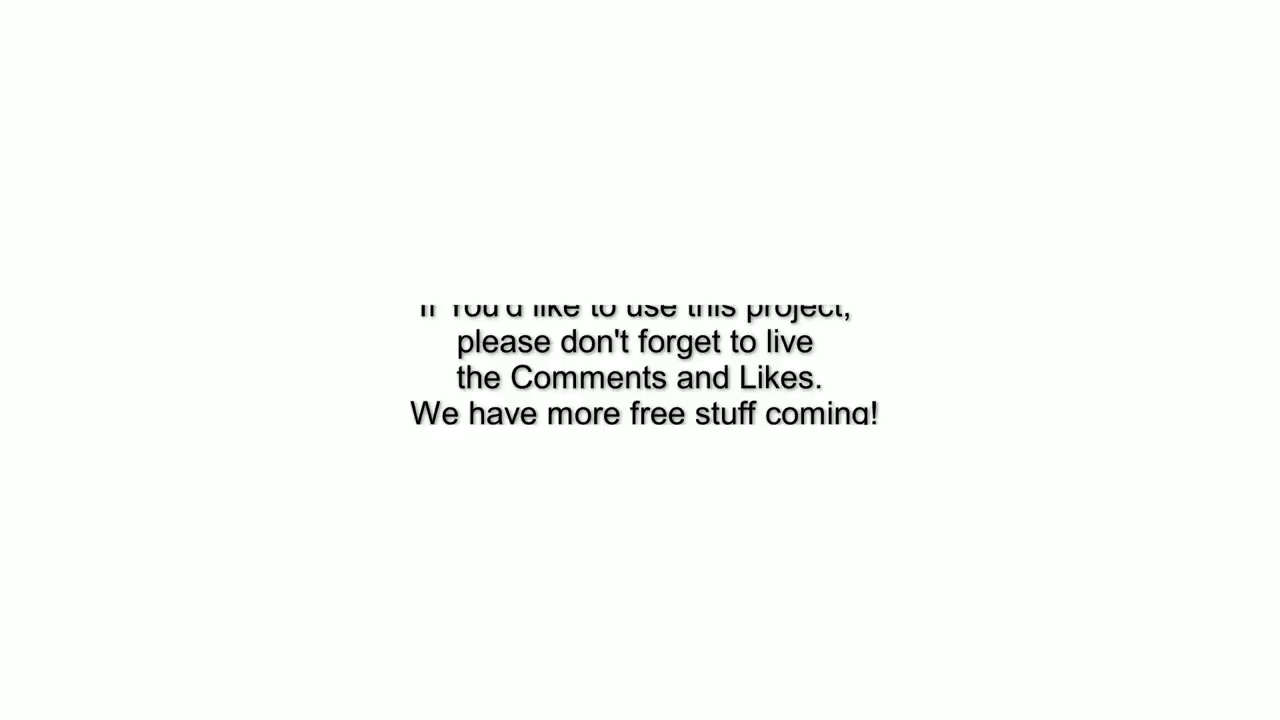 If You'd like to use this project,
please don't forget to live
the Comments and Likes.
We have more free stuff coming!